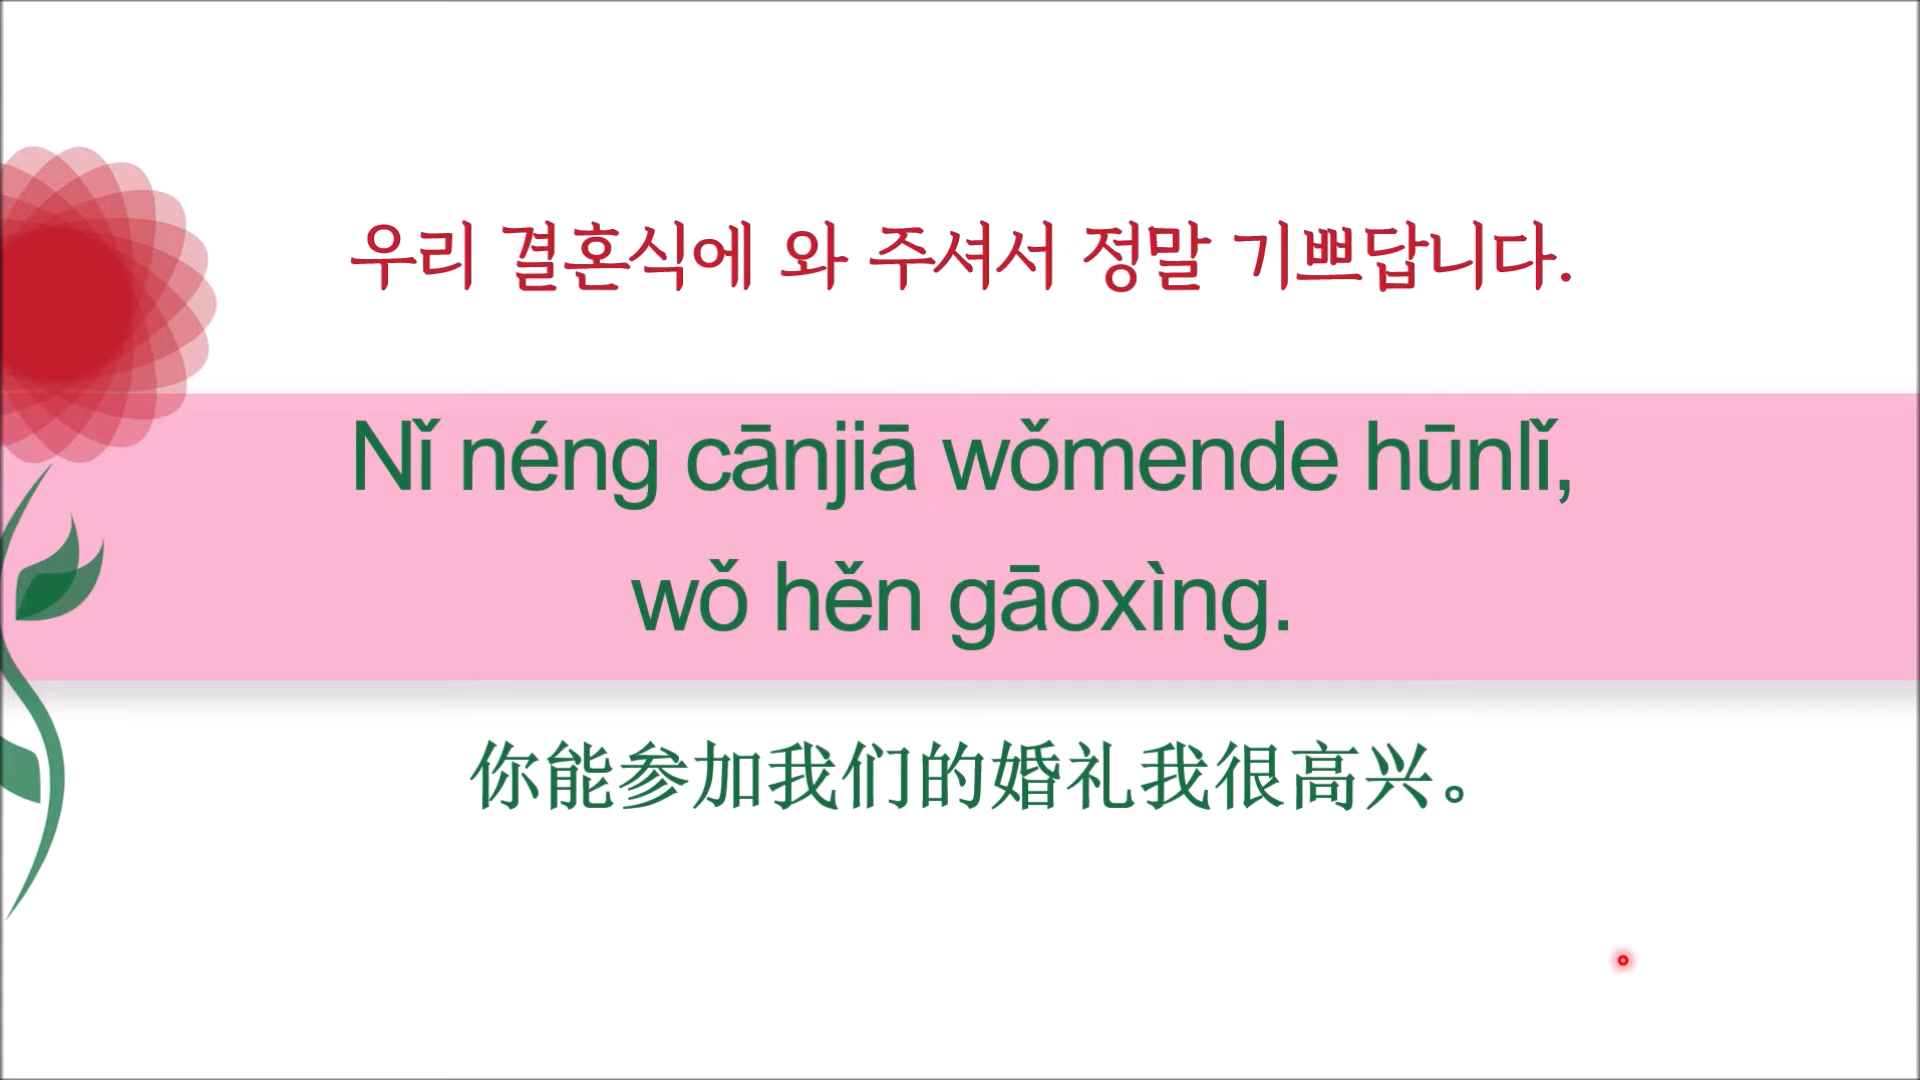 우리 결혼식에 와 주셔서 정말 기쁘답니다.
Nǐ néng cānjiā wǒmende hūnlǐ,
wǒ hěn gāoxìng.
你能参加我们的婚礼我很高兴。